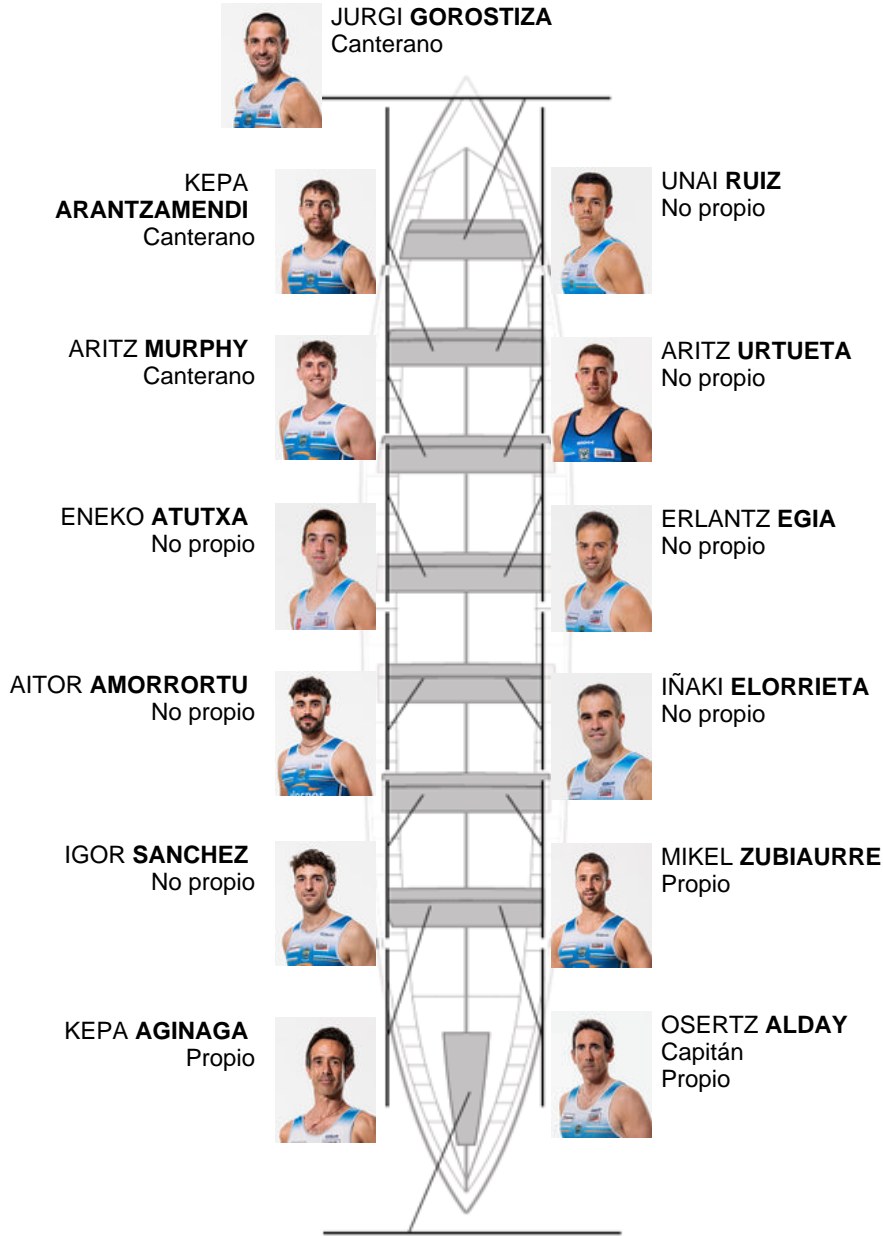 JURGI GOROSTIZA
Canterano
KEPA
ARANTZAMENDI
Canterano
UNAI RUIZ
No propio
ARITZ MURPHY
Canterano
ARITZ URTUETA
No propio
ENEKO ATUTXA
No propio
ERLANTZ EGIA
No propio
AITOR AMORRORTU
No propio
IÑAKI ELORRIETA
No propio
IGOR SANCHEZ
No propio
MIKEL ZUBIAURRE
Propio
KEPA AGINAGA
Propio
OSERTZ ALDAY
Capitán
Propio